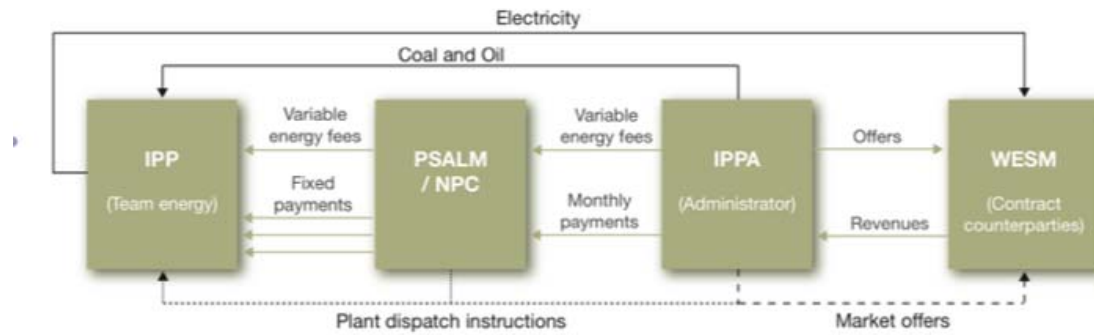 Electricity
Coal and Oil
Variable
energy fees
Variable
energy fees
Offers
IPP
(Team energy)
PSALM
/ NPC
IPPA
(Administrator)
WESM
(Contract
counterparties)
Fixed
payments
Monthly
payments
Revenues
Plant dispatch instructions
Market offers